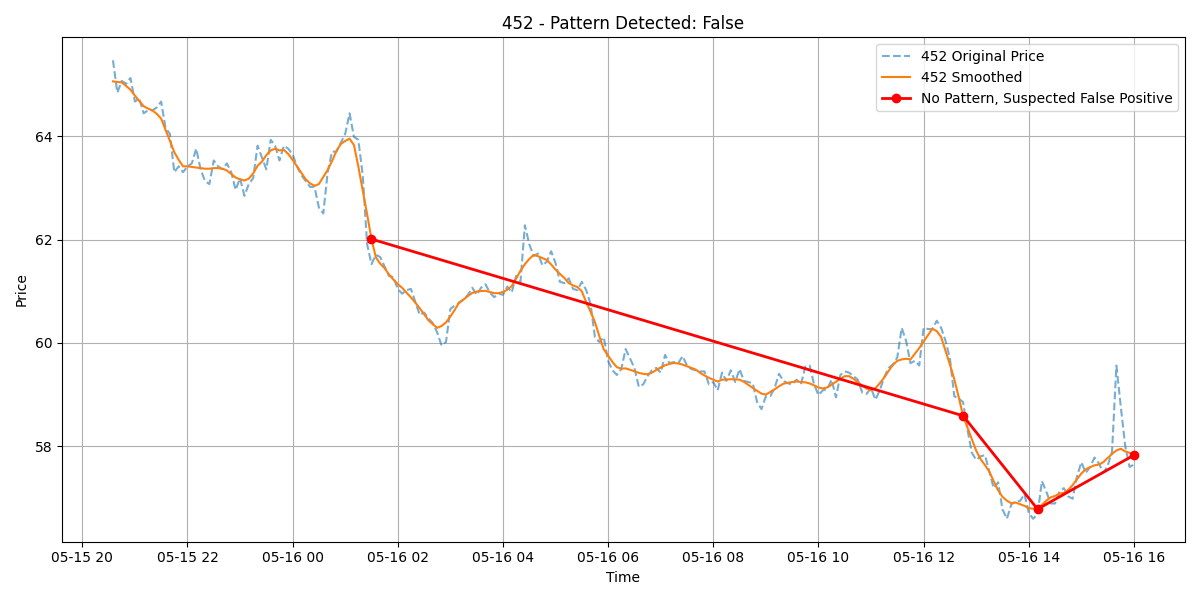 452 - Pattern Detected: False
452 Original Price
452 Smoothed
No Pattern, Suspected False Positive
Price
64
62
60
58
05-15 20 05-15 22 05-16 00 05-16 02 05-16 04 05-16 06 05-16 08 05-16 10 05-16 12 05-16 14 05-16 16
Time